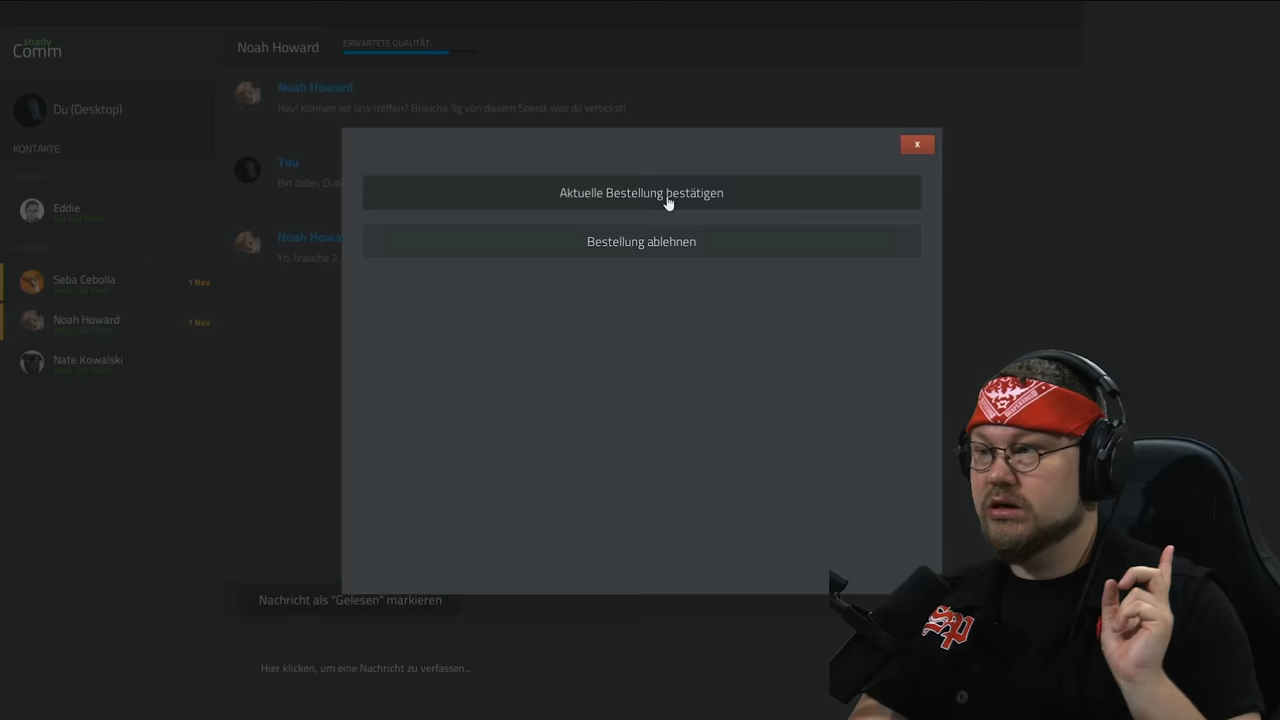 shady
Comm
Noah Howard
ERWARTETE QUALITÄT:
Du (Desktop)
KONTAKTE:
Eddie
Seba Cebolla
1 Neu
Noah Howard
1 Neu
Nate Kowalski
Noah Howard
Hey! Können wir uns treffen? Brauche 5g von diesem Speed, was du vertickst!
You
Bin dabei, Dud
Noah Howa
Yo, brauche 2
x
Aktuelle Bestellung bestätigen
Bestellung ablehnen
Nachricht als "Gelesen" markieren
Hier klicken, um eine Nachricht zu verfassen...